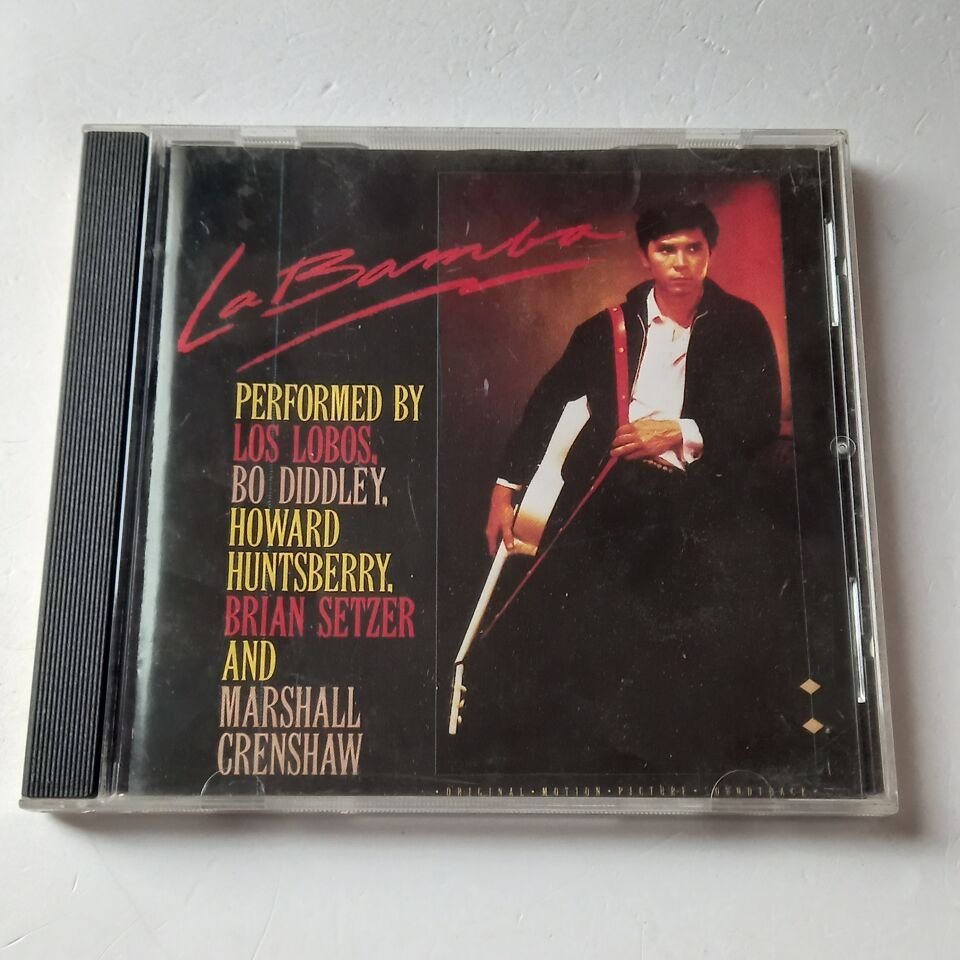 La Bamba
PERFORMED BY
LOS LOBOS,
BO DIDDLEY,
HOWARD
HUNTSBERRY,
BRIAN SETZER
AND
MARSHALL
CRENSHAW
· ORIGINAL · MOTION · PICTURE · SOUNDTRACK ·